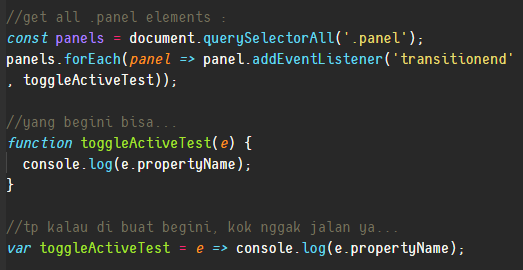 //get all .panel elements :
const panels = document.querySelectorAll('.panel');
panels.forEach(panel => panel.addEventListener('transitionend'
, toggleActiveTest));
//yang begini bisa...
function toggleActiveTest(e) {
  console.log(e.propertyName);
}
//tp kalau di buat begini, kok nggak jalan ya...
var toggleActiveTest = e => console.log(e.propertyName);